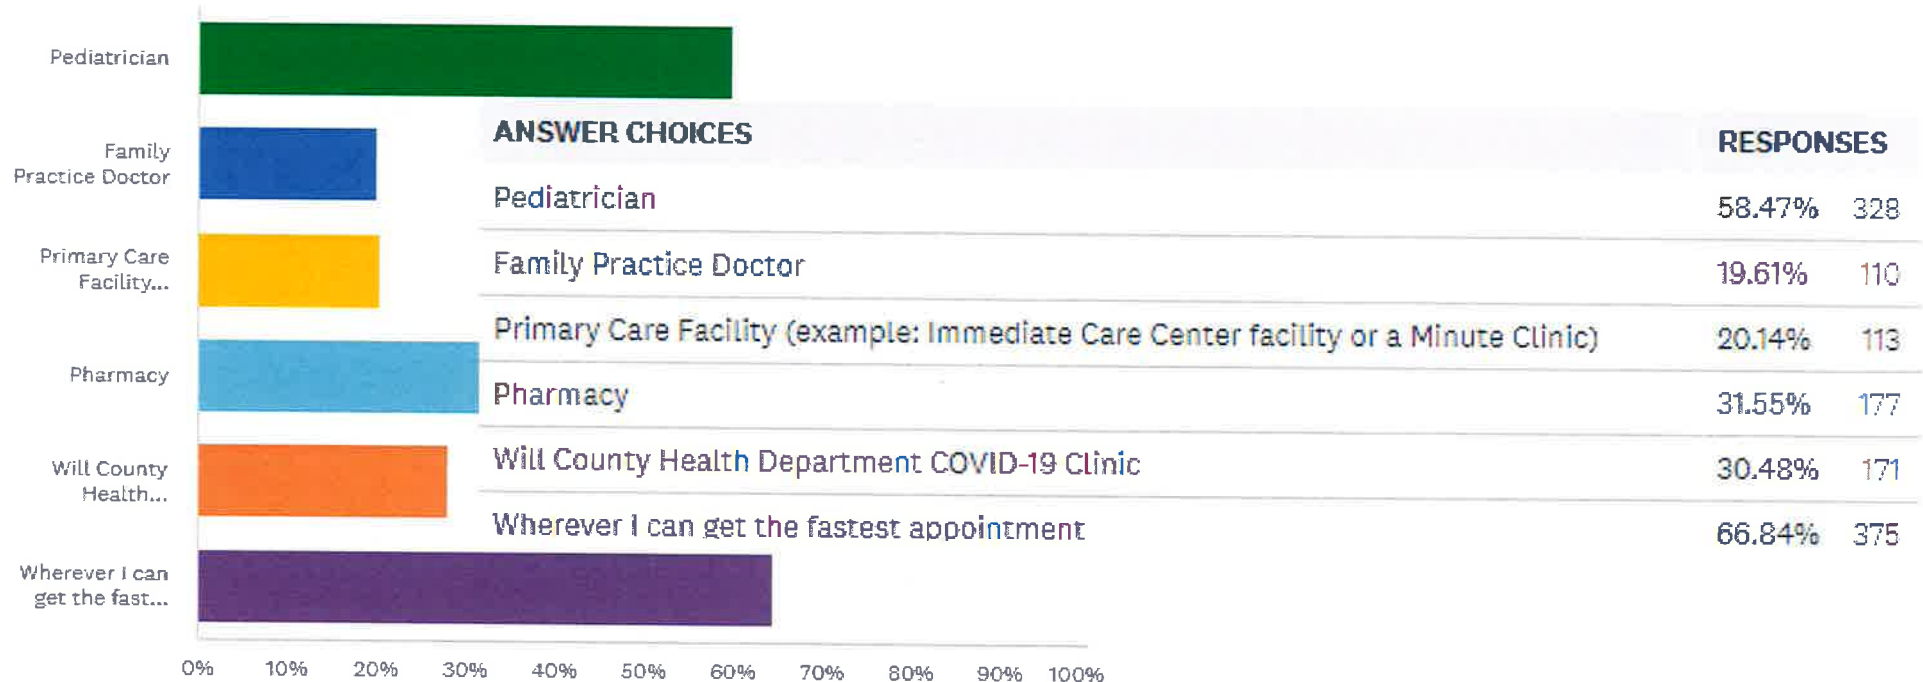 Pediatrician
Family
Practice Doctor
Primary Care
Facility...
Pharmacy
Will County
Health...
Wherever I can
get the fast...
0% 10% 20% 30% 40% 50% 60% 70% 80% 90% 100%
ANSWER CHOICES RESPONSES
Pediatrician 58.47% 328
Family Practice Doctor 19.61% 110
Primary Care Facility (example: Immediate Care Center facility or a Minute Clinic) 20.14% 113
Pharmacy 31.55% 177
Will County Health Department COVID-19 Clinic 30.48% 171
Wherever I can get the fastest appointment 66.84% 375